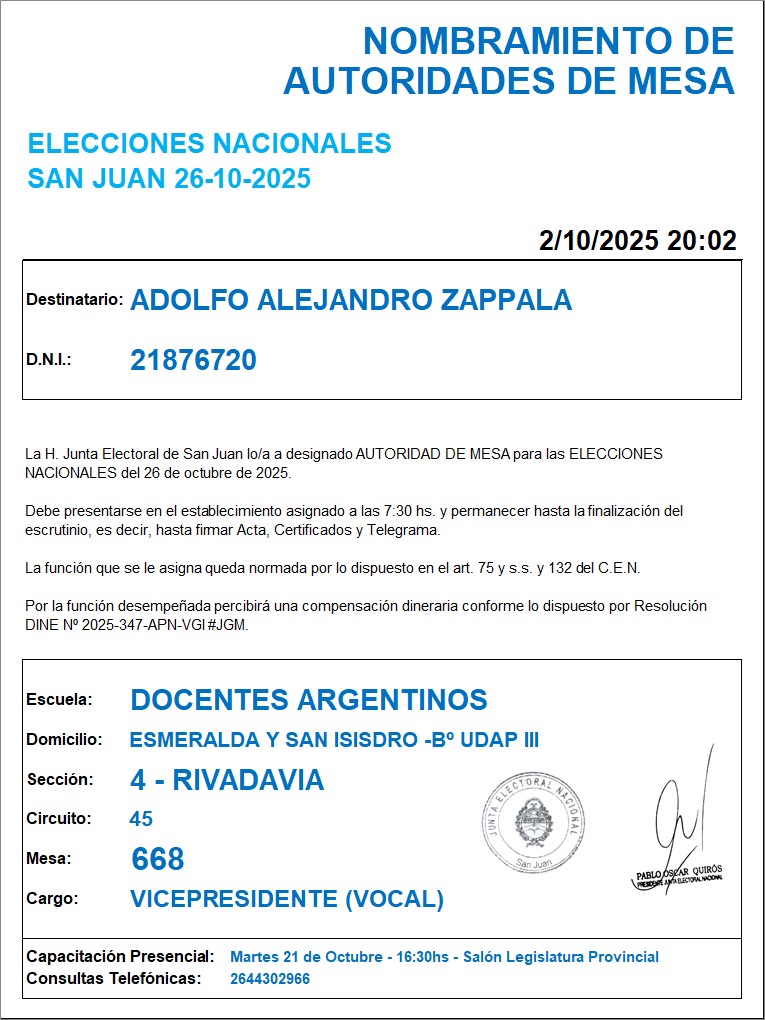 NOMBRAMIENTO DE
AUTORIDADES DE MESA
ELECCIONES NACIONALES
SAN JUAN 26-10-2025
2/10/2025 20:02
Destinatario: ADOLFO ALEJANDRO ZAPPALA
D.N.I.: 21876720
La H. Junta Electoral de San Juan lo/a a designado AUTORIDAD DE MESA para las ELECCIONES
NACIONALES del 26 de octubre de 2025.
Debe presentarse en el establecimiento asignado a las 7:30 hs. y permanecer hasta la finalización del
escrutinio, es decir, hasta firmar Acta, Certificados y Telegrama.
La función que se le asigna queda normada por lo dispuesto en el art. 75 y s.s. y 132 del C.E.N.
Por la función desempeñada percibirá una compensación dineraria conforme lo dispuesto por Resolución
DINE Nº 2025-347-APN-VGI#JGM.
Escuela: DOCENTES ARGENTINOS
Domicilio: ESMERALDA Y SAN ISISDRO -Bº UDAP III
Sección: 4 - RIVADAVIA
Circuito: 45
Mesa: 668
Cargo: VICEPRESIDENTE (VOCAL)
JUNTA ELECTORAL NACIONAL
San Juan
PABLO OSCAR QUIRÓS
PRESIDENTE JUNTA ELECTORAL NACIONAL
Capacitación Presencial: Martes 21 de Octubre - 16:30hs - Salón Legislatura Provincial
Consultas Telefónicas: 2644302966